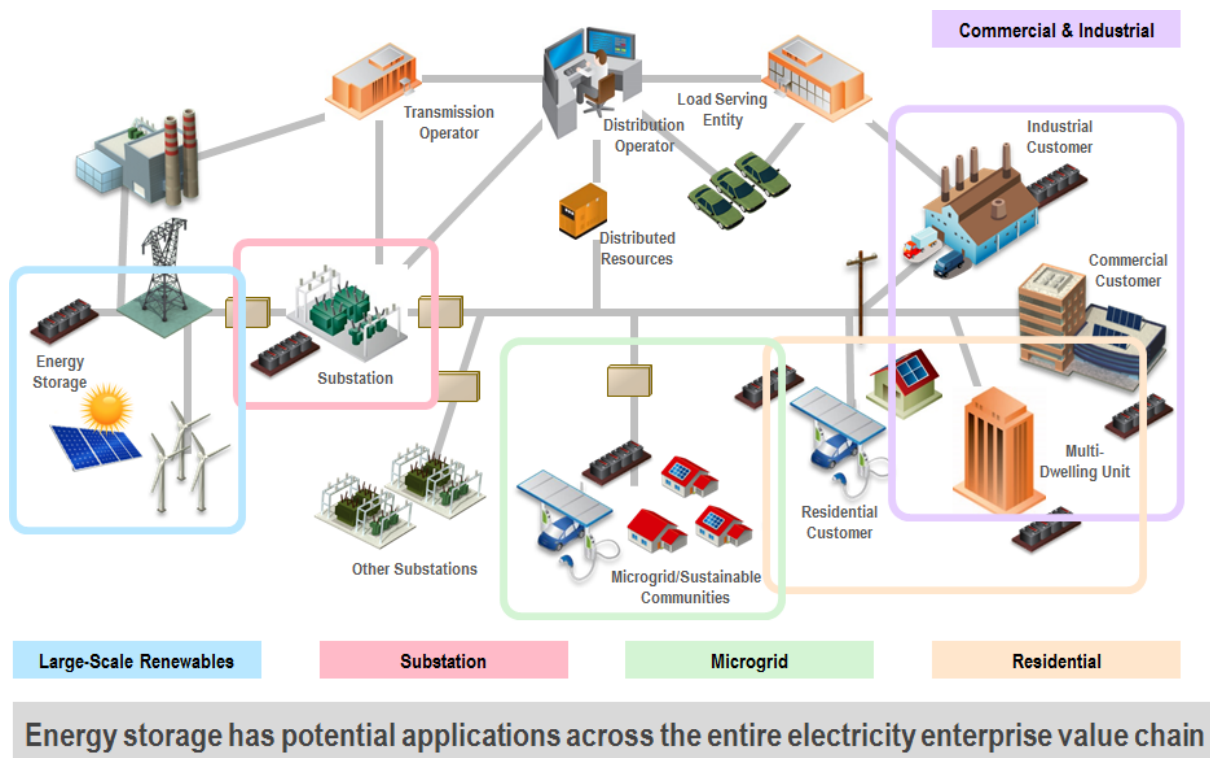 Commercial & Industrial
Transmission
Operator
Distribution
Operator
Load Serving
Entity
Industrial
Customer
Distributed
Resources
Commercial
Customer
Energy
Storage
Substation
Multi-
Dwelling Unit
Residential
Customer
Other Substations
Microgrid/Sustainable
Communities
Large-Scale Renewables
Substation
Microgrid
Residential
Energy storage has potential applications across the entire electricity enterprise value chain